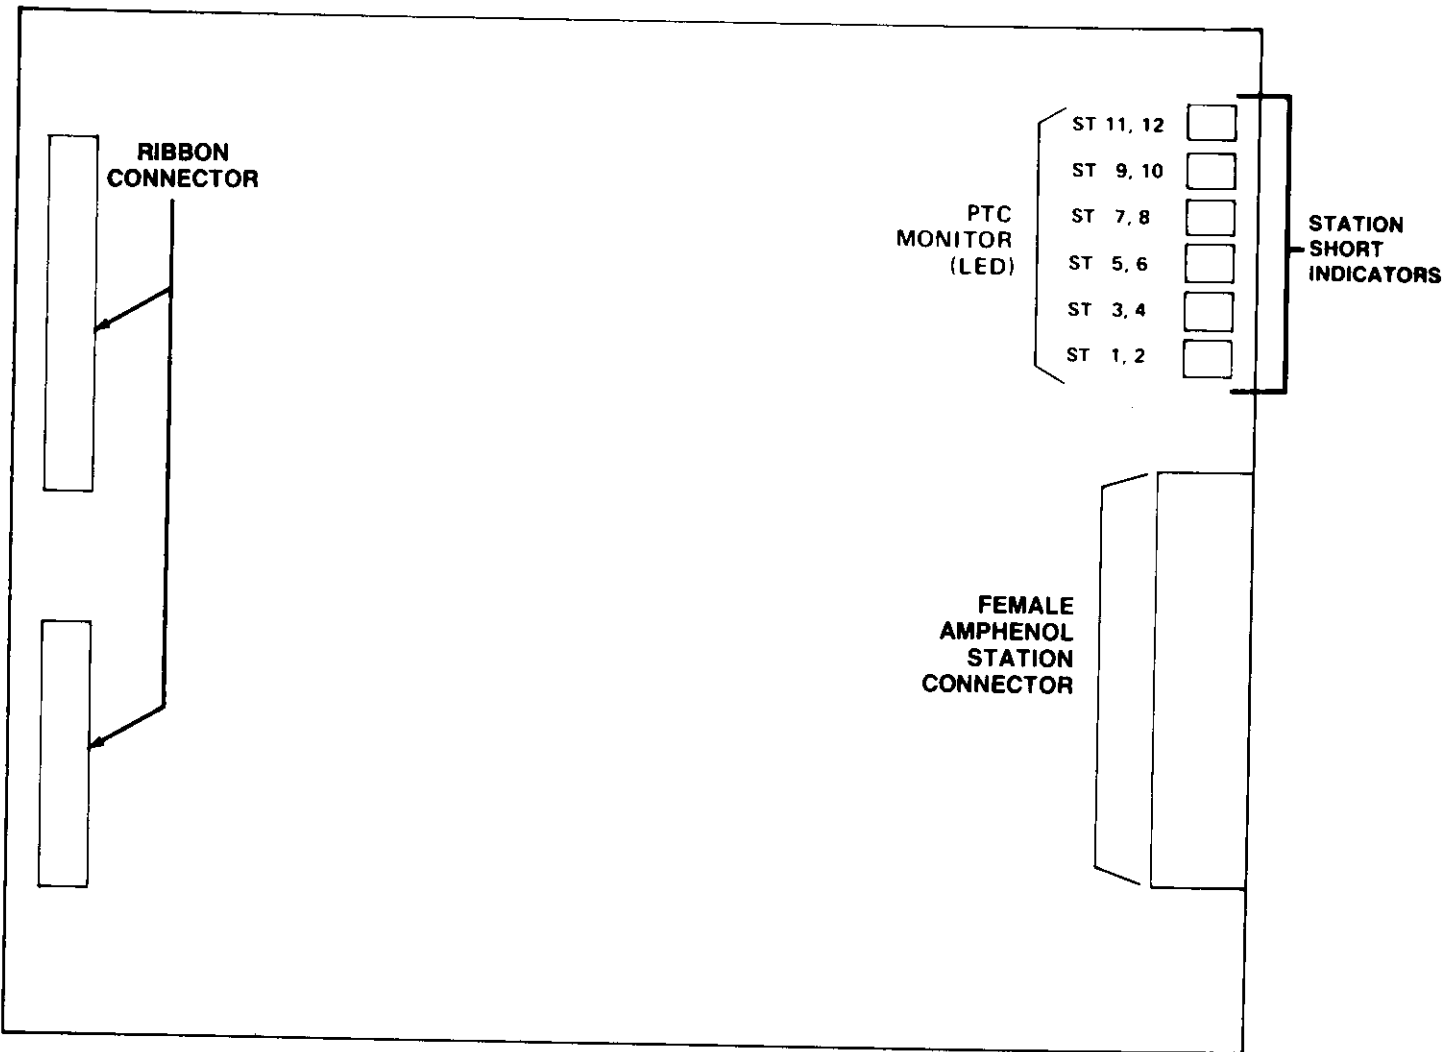 RIBBON
CONNECTOR
PTC
MONITOR
(LED)
ST 11, 12
ST 9, 10
ST 7, 8
ST 5, 6
ST 3, 4
ST 1, 2
STATION
SHORT
INDICATORS
FEMALE
AMPHENOL
STATION
CONNECTOR